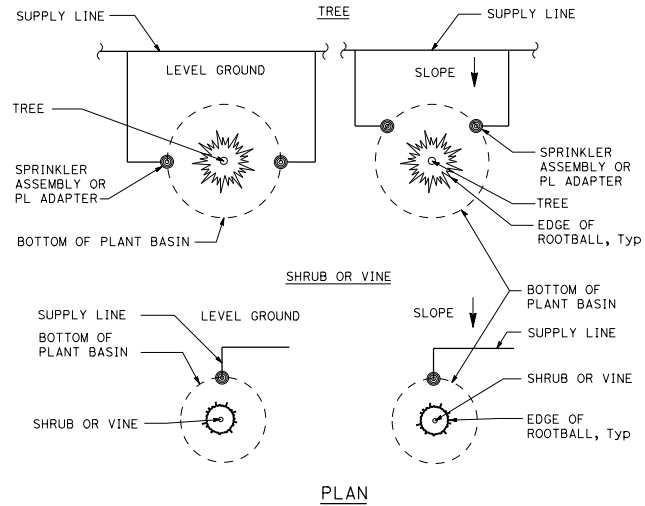 TREE
SUPPLY LINE
SUPPLY LINE
LEVEL GROUND
SLOPE
TREE
SPRINKLER
ASSEMBLY OR
PL ADAPTER
SPRINKLER
ASSEMBLY OR
PL ADAPTER
TREE
EDGE OF
ROOTBALL, Typ
BOTTOM OF PLANT BASIN
SHRUB OR VINE
BOTTOM OF
PLANT BASIN
SUPPLY LINE
LEVEL GROUND
SLOPE
BOTTOM OF
PLANT BASIN
SUPPLY LINE
SHRUB OR VINE
SHRUB OR VINE
EDGE OF
ROOTBALL, Typ
PLAN